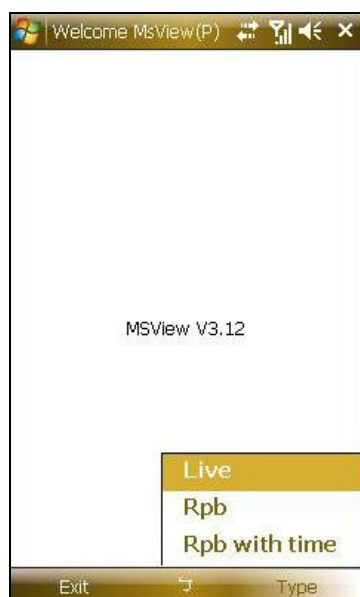 Welcome MsView(P)
MSView V3.12
Live
Rpb
Rpb with time
Exit
Type